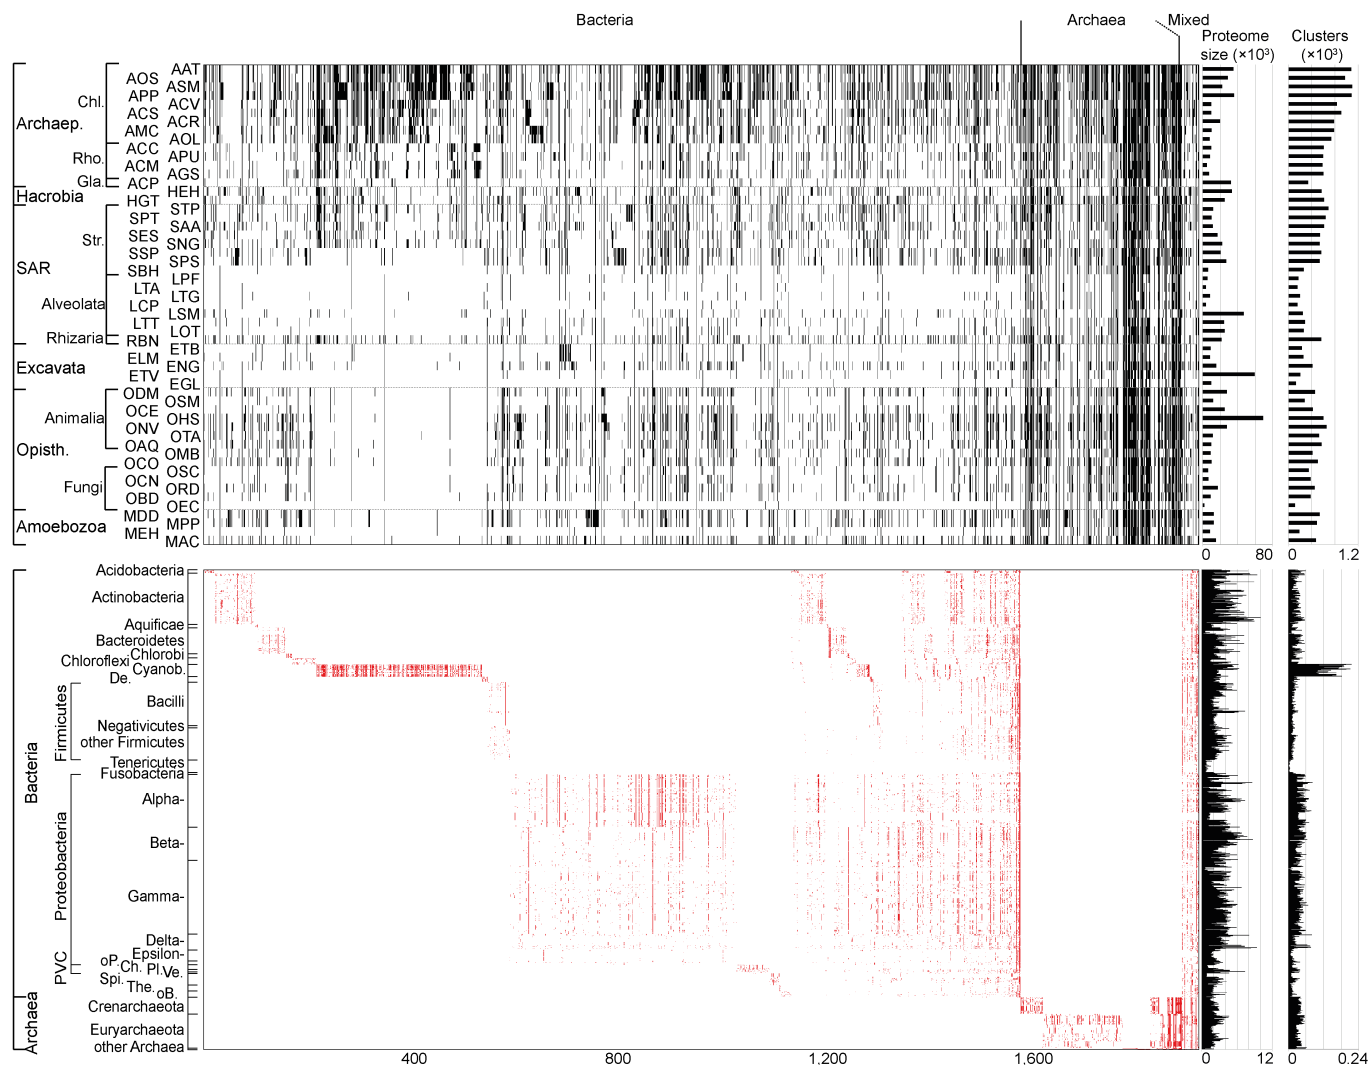 Bacteria Archaea Mixed
Proteome size (×10³)
Clusters (×10³)
Archaep.
Chl.
Rho.
Gla.
Hacrobia
SAR
Str.
Alveolata
Rhizaria
Excavata
Opisth.
Animalia
Fungi
Amoebozoa
AAT
AOS
ASM
APP
ACV
ACS
ACR
AMC
AOL
ACC
APU
ACM
AGS
ACP
HEH
HGT
STP
SPT
SAA
SES
SNG
SSP
SPS
SBH
LPF
LTA
LTG
LCP
LSM
LTT
LOT
RBN
ETB
ELM
ENG
ETV
EGL
ODM
OSM
OCE
OHS
ONV
OTA
OAQ
OMB
OCO
OSC
OCN
ORD
OBD
OEC
MDD
MPP
MEH
MAC
0 80 0 1.2
Bacteria
Firmicutes
Proteobacteria
PVC
Archaea
Acidobacteria
Actinobacteria
Aquificae
Bacteroidetes
Chlorobi
Chloroflexi
Cyanob.
De.
Bacilli
Negativicutes
other Firmicutes
Tenericutes
Fusobacteria
Alpha-
Beta-
Gamma-
Delta-
Epsilon-
oP.
Ch.
Pl.
Ve.
Spi.
The.
oB.
Crenarchaeota
Euryarchaeota
other Archaea
400 800 1,200 1,600 0 12 0 0.24